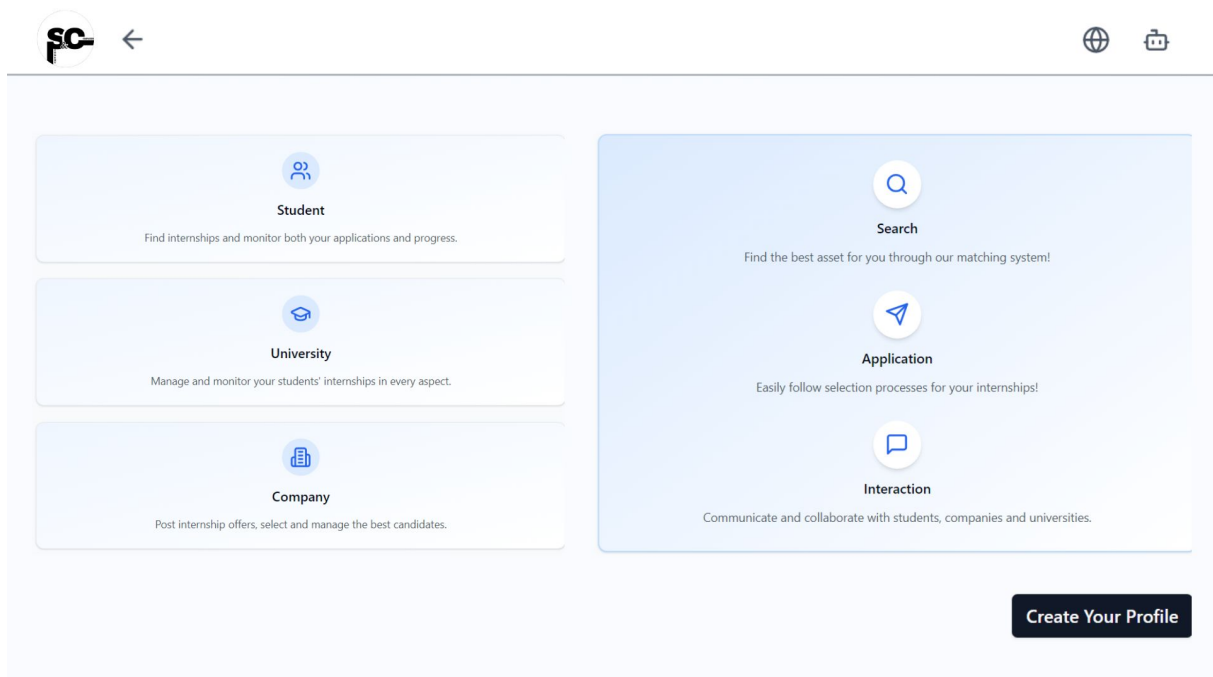 S&C
Student
Find internships and monitor both your applications and progress.
University
Manage and monitor your students' internships in every aspect.
Company
Post internship offers, select and manage the best candidates.
Search
Find the best asset for you through our matching system!
Application
Easily follow selection processes for your internships!
Interaction
Communicate and collaborate with students, companies and universities.
Create Your Profile